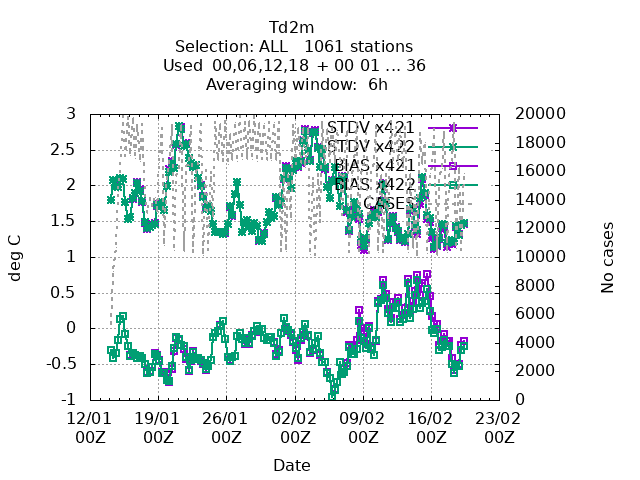 Td2m
Selection: ALL   1061 stations
Used  00,06,12,18  + 00 01 ... 36
Averaging window:  6h
3
2.5
2
1.5
1
0.5
0
-0.5
-1
deg C
20000
18000
16000
14000
12000
10000
8000
6000
4000
2000
0
No cases
STDV x421
STDV x422
BIAS x421
BIAS x422
CASES
12/01 19/01 26/01 02/02 09/02 16/02 23/02
00Z 00Z 00Z 00Z 00Z 00Z 00Z
Date